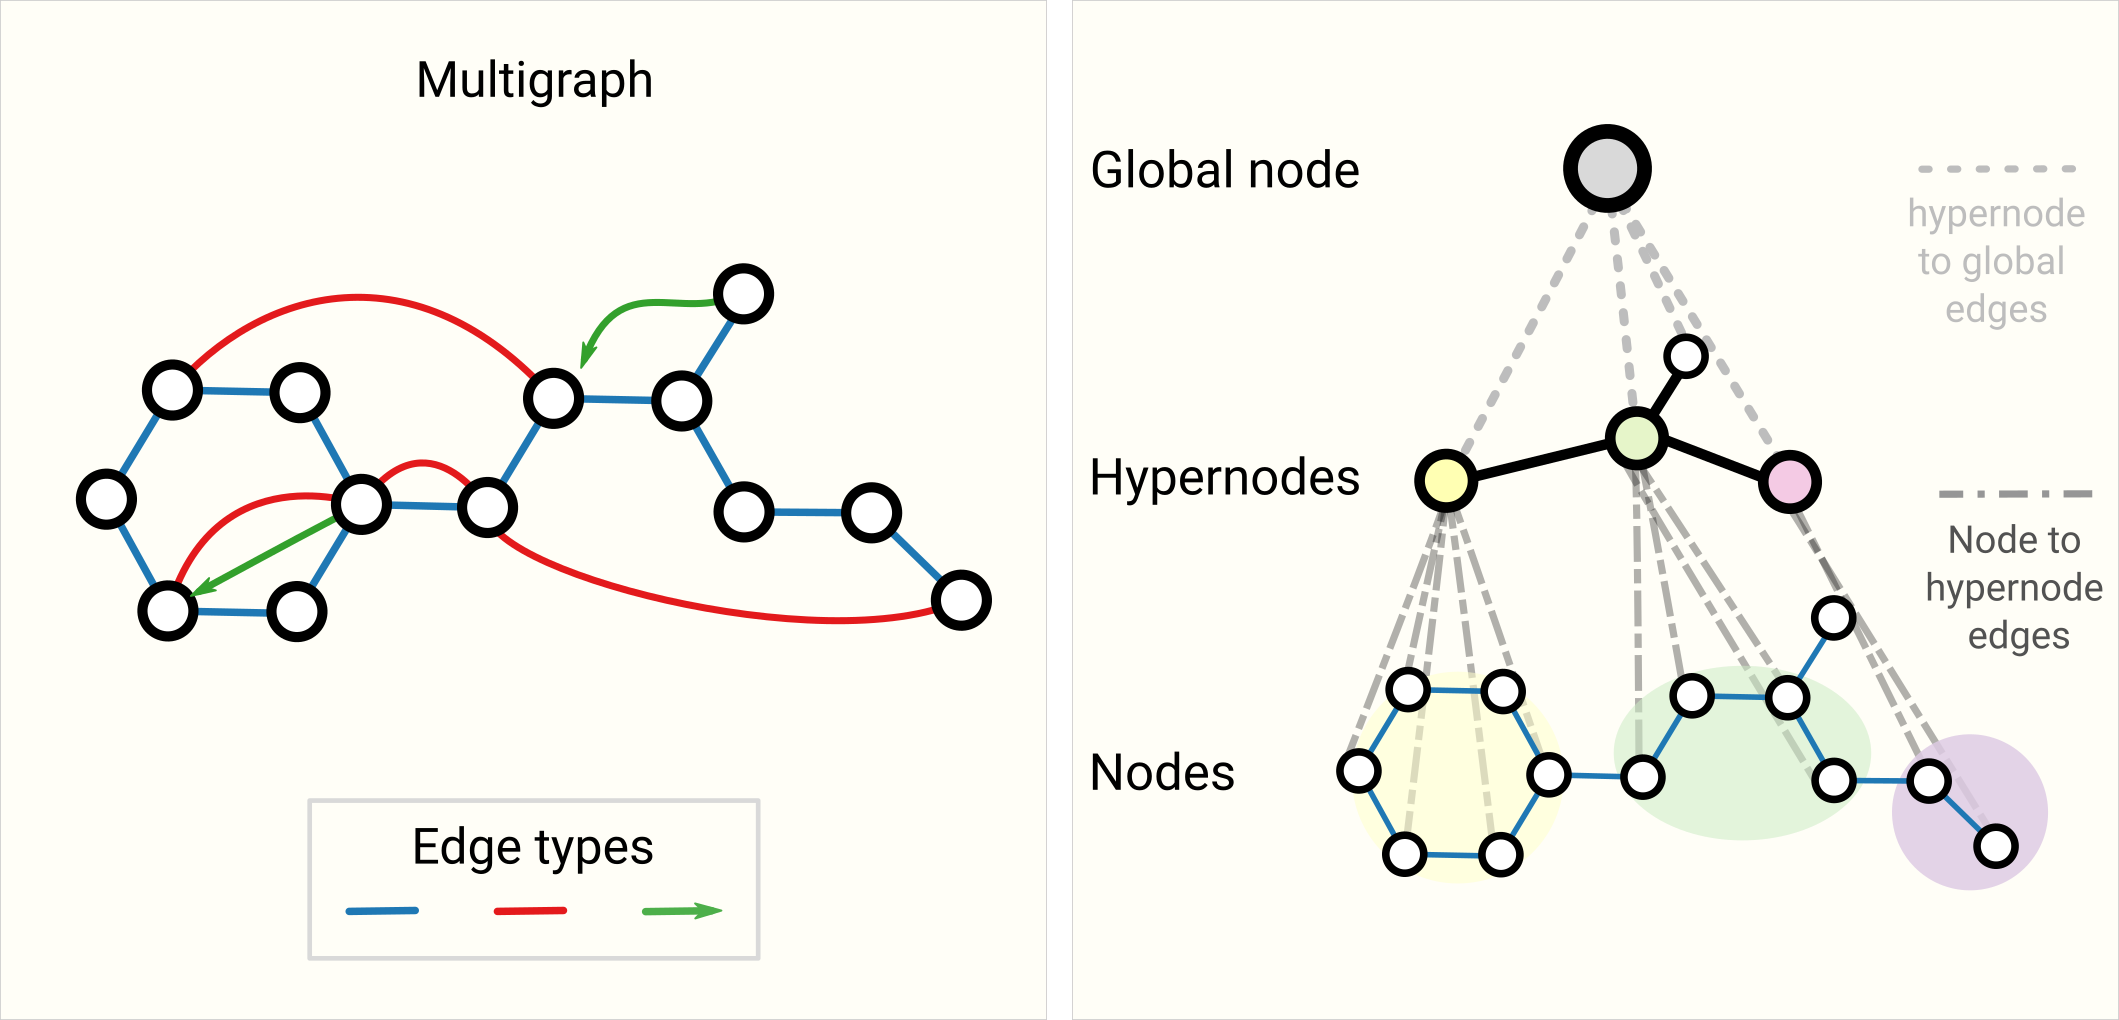 Multigraph
Edge types
Global node
hypernode
to global
edges
Hypernodes
Node to
hypernode
edges
Nodes